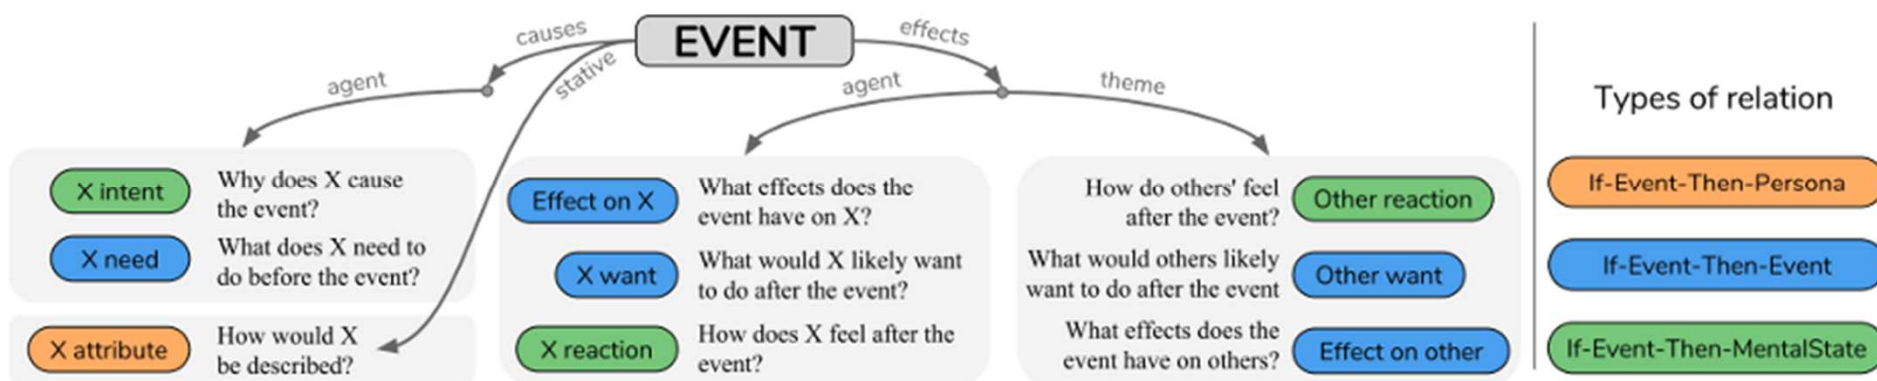 EVENT
causes
effects
stative
agent
agent
theme
X intent
Why does X cause
the event?
X need
What does X need to
do before the event?
X attribute
How would X
be described?
Effect on X
What effects does the
event have on X?
X want
What would X likely want
to do after the event?
X reaction
How does X feel after the
event?
How do others' feel
after the event?
Other reaction
What would others likely
want to do after the event
Other want
What effects does the
event have on others?
Effect on other
Types of relation
If-Event-Then-Persona
If-Event-Then-Event
If-Event-Then-MentalState